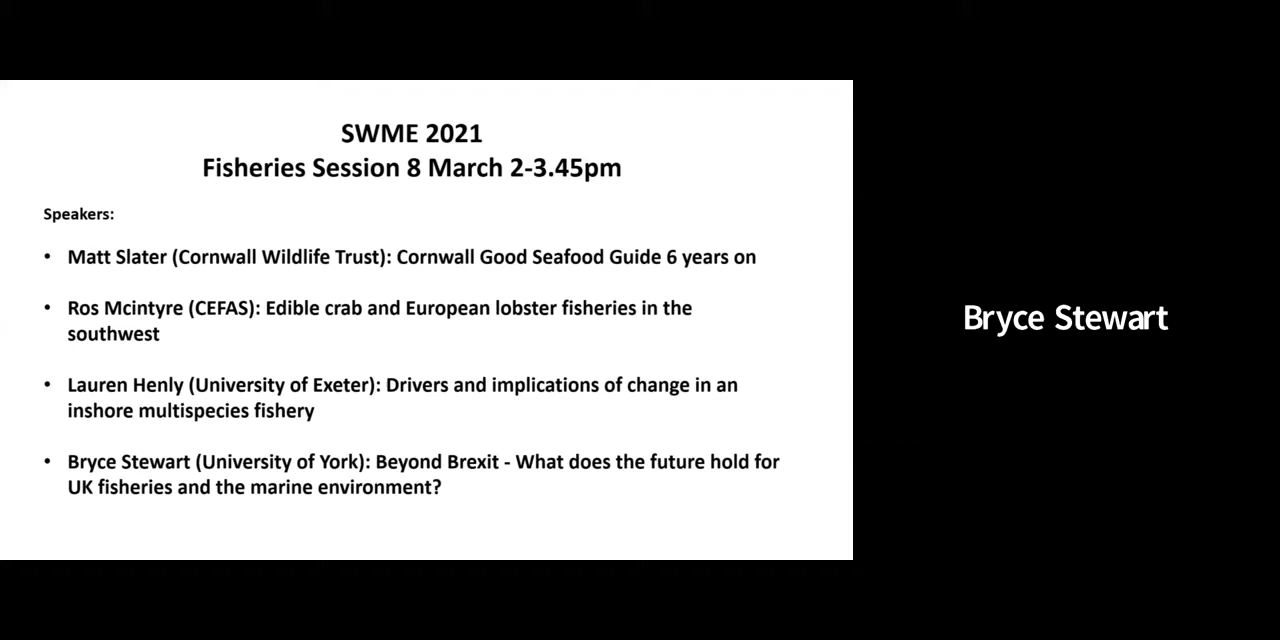 SWME 2021
Fisheries Session 8 March 2-3.45pm
Speakers:
• Matt Slater (Cornwall Wildlife Trust): Cornwall Good Seafood Guide 6 years on
• Ros Mcintyre (CEFAS): Edible crab and European lobster fisheries in the
southwest
• Lauren Henly (University of Exeter): Drivers and implications of change in an
inshore multispecies fishery
• Bryce Stewart (University of York): Beyond Brexit - What does the future hold for
UK fisheries and the marine environment?
Bryce Stewart